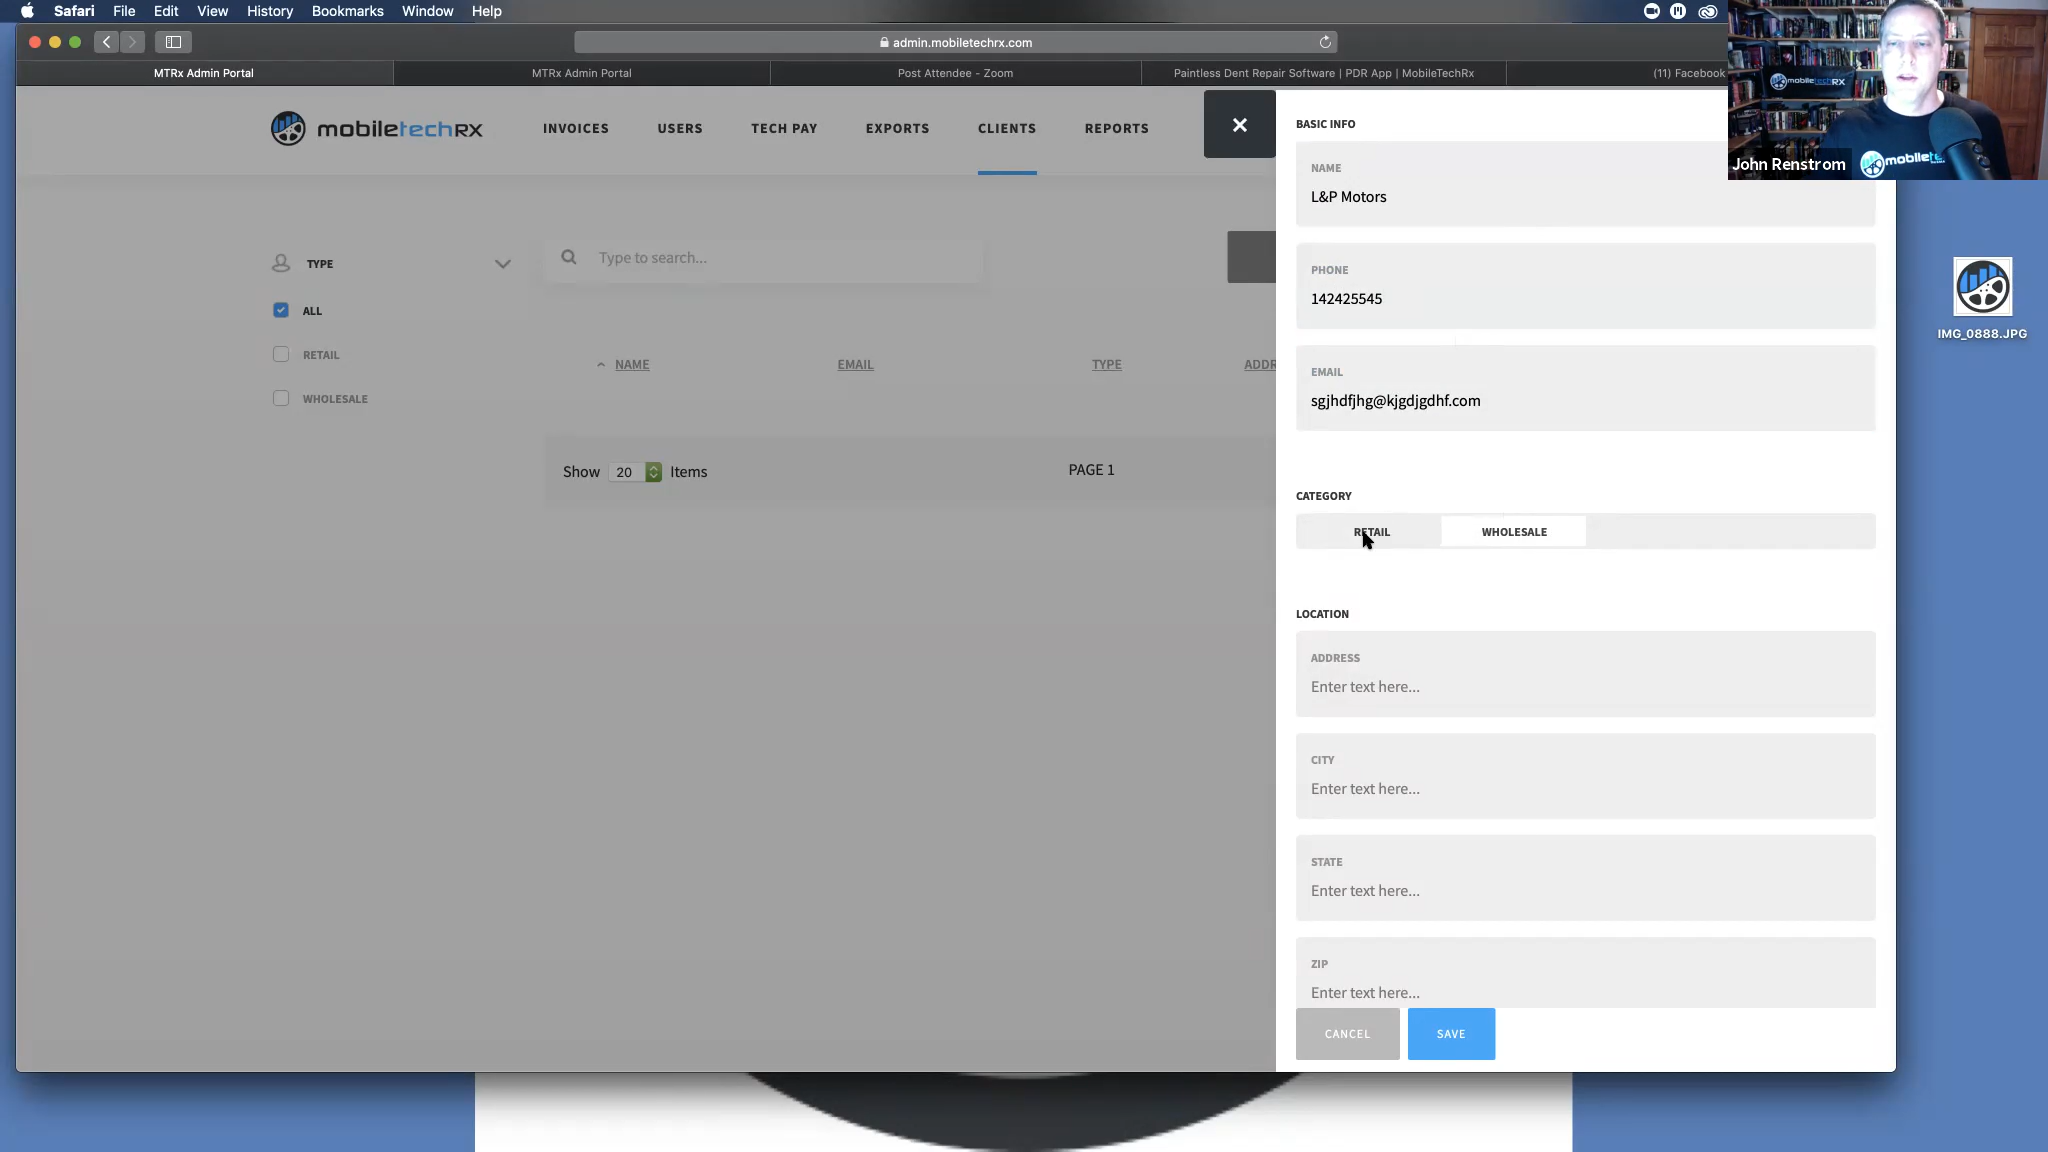 Safari File Edit View History Bookmarks Window Help
admin.mobiletechrx.com
MTRx Admin Portal
MTRx Admin Portal
Post Attendee - Zoom
Paintless Dent Repair Software | PDR App | MobileTechRx
(11) Facebook
mobiletechRX
INVOICES
USERS
TECH PAY
EXPORTS
CLIENTS
REPORTS
TYPE
ALL
RETAIL
WHOLESALE
Type to search...
NAME
EMAIL
TYPE
ADDR
Show 20 Items
PAGE 1
BASIC INFO
NAME
L&P Motors
PHONE
142425545
EMAIL
sgjhdfjhg@kjgdjgdhf.com
CATEGORY
RETAIL
WHOLESALE
LOCATION
ADDRESS
Enter text here...
CITY
Enter text here...
STATE
Enter text here...
ZIP
Enter text here...
CANCEL
SAVE
mobiletechRX
John Renstrom
mobilete
IMG_0888.JPG